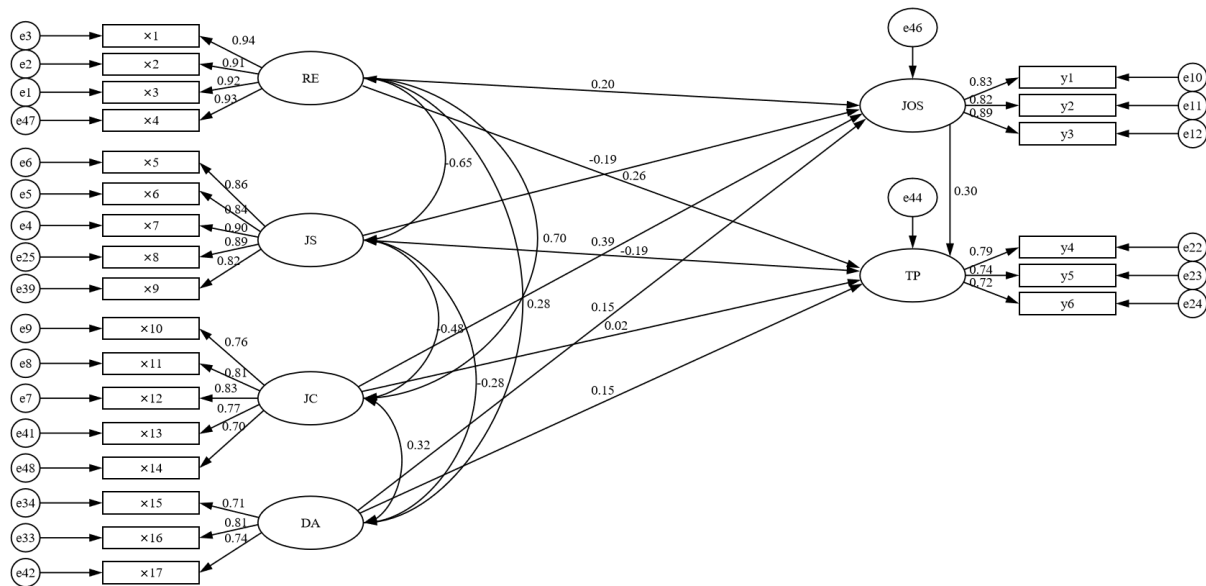 e3
×1
0.94
e2
×2
0.91
e1
×3
0.92
e47
×4
0.93
RE
e6
×5
0.86
e5
×6
0.84
e4
×7
0.90
e25
×8
0.89
e39
×9
0.82
JS
e9
×10
0.76
e8
×11
0.81
e7
×12
0.83
e41
×13
0.77
e48
×14
0.70
JC
e34
×15
0.71
e33
×16
0.81
e42
×17
0.74
DA
-0.65
0.70
0.28
-0.48
-0.28
0.32
0.20
-0.19
0.26
0.39
-0.19
0.15
0.02
0.15
e46
JOS
0.83
y1
e10
0.82
y2
e11
0.89
y3
e12
0.30
e44
TP
0.79
y4
e22
0.74
y5
e23
0.72
y6
e24